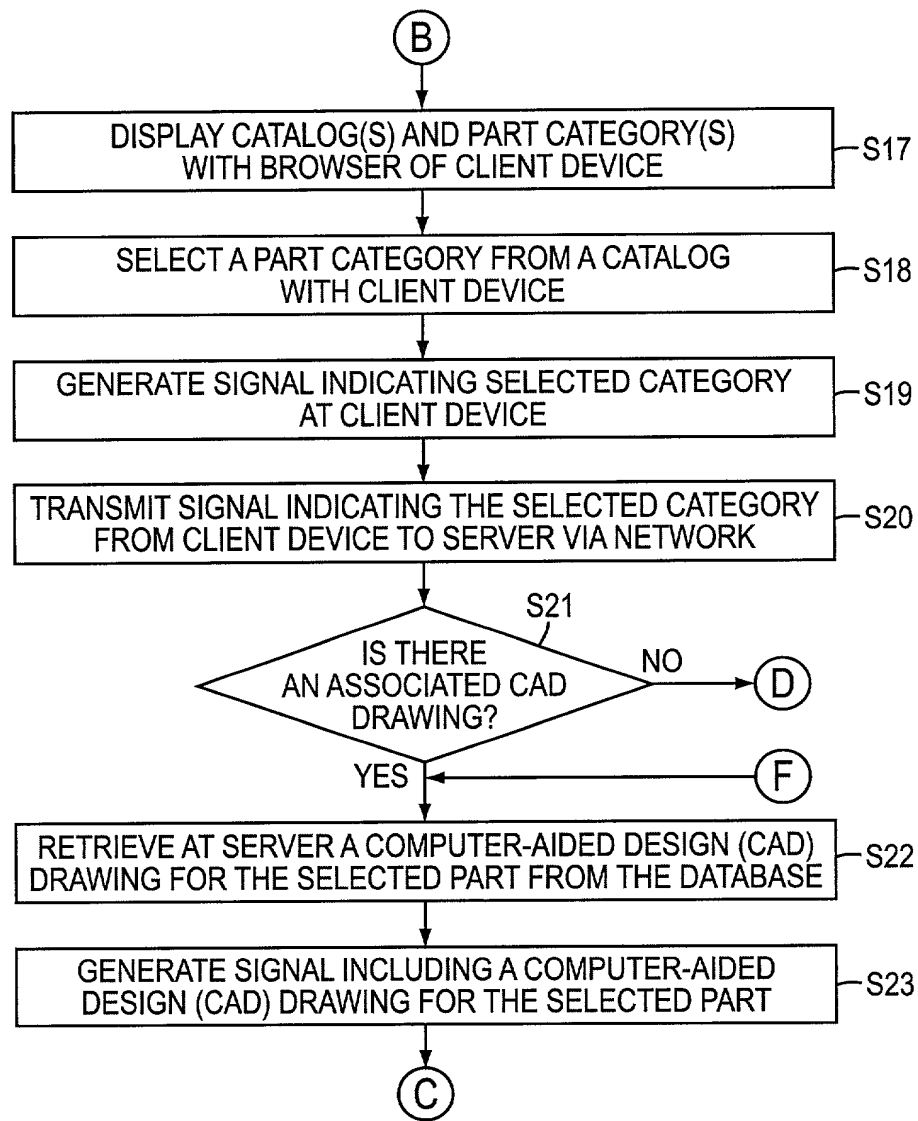 B
DISPLAY CATALOG(S) AND PART CATEGORY(S)
WITH BROWSER OF CLIENT DEVICE
S17
SELECT A PART CATEGORY FROM A CATALOG
WITH CLIENT DEVICE
S18
GENERATE SIGNAL INDICATING SELECTED CATEGORY
AT CLIENT DEVICE
S19
TRANSMIT SIGNAL INDICATING THE SELECTED CATEGORY
FROM CLIENT DEVICE TO SERVER VIA NETWORK
S20
S21
IS THERE
AN ASSOCIATED CAD
DRAWING?
NO
D
YES
F
RETRIEVE AT SERVER A COMPUTER-AIDED DESIGN (CAD)
DRAWING FOR THE SELECTED PART FROM THE DATABASE
S22
GENERATE SIGNAL INCLUDING A COMPUTER-AIDED
DESIGN (CAD) DRAWING FOR THE SELECTED PART
S23
C